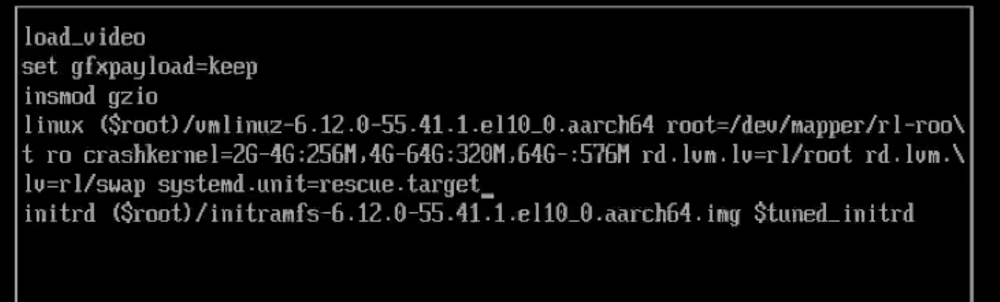 load_video
set gfxpayload=keep
insmod gzio
linux ($root)/vmlinuz-6.12.0-55.41.1.el10_0.aarch64 root=/dev/mapper/rl-roo\
t ro crashkernel=2G-4G:256M,4G-64G:320M,64G-:576M rd.lvm.lv=rl/root rd.lvm.\
lv=rl/swap systemd.unit=rescue.target_
initrd ($root)/initramfs-6.12.0-55.41.1.el10_0.aarch64.img $tuned_initrd